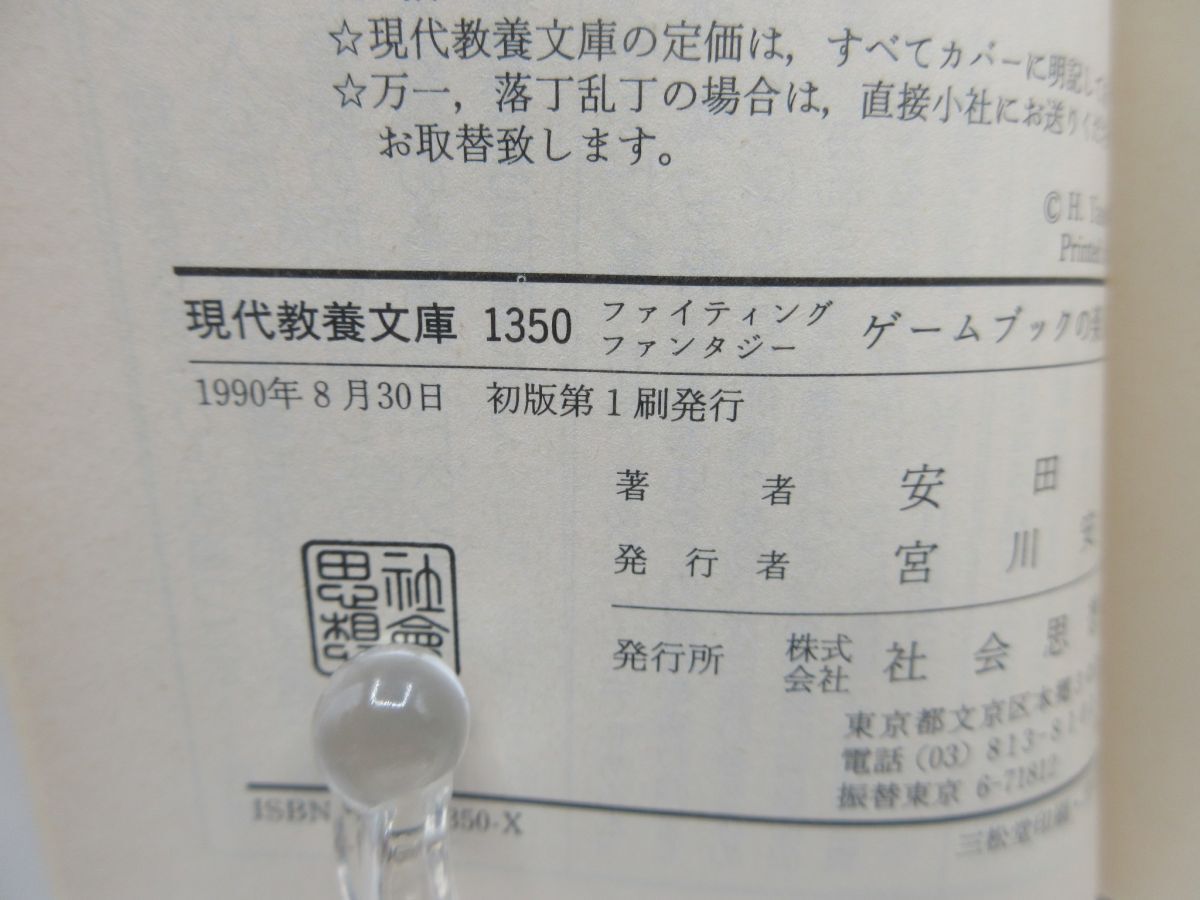 ☆現代教養文庫の定価は，すべてカバーに明記して
☆万一，落丁乱丁の場合は，直接小社にお送りくだ
お取替致します。
© H.
Printed
現代教養文庫 1350 ファイティング ファンタジー ゲームブックの
1990年8月30日 初版第1刷発行
著者 安田
発行者 宮川
社會思想
発行所 株式会社 社会思
東京都文京区本郷
電話 (03) 813-81
振替東京 6-71812
ISBN 350-X
三松堂印刷